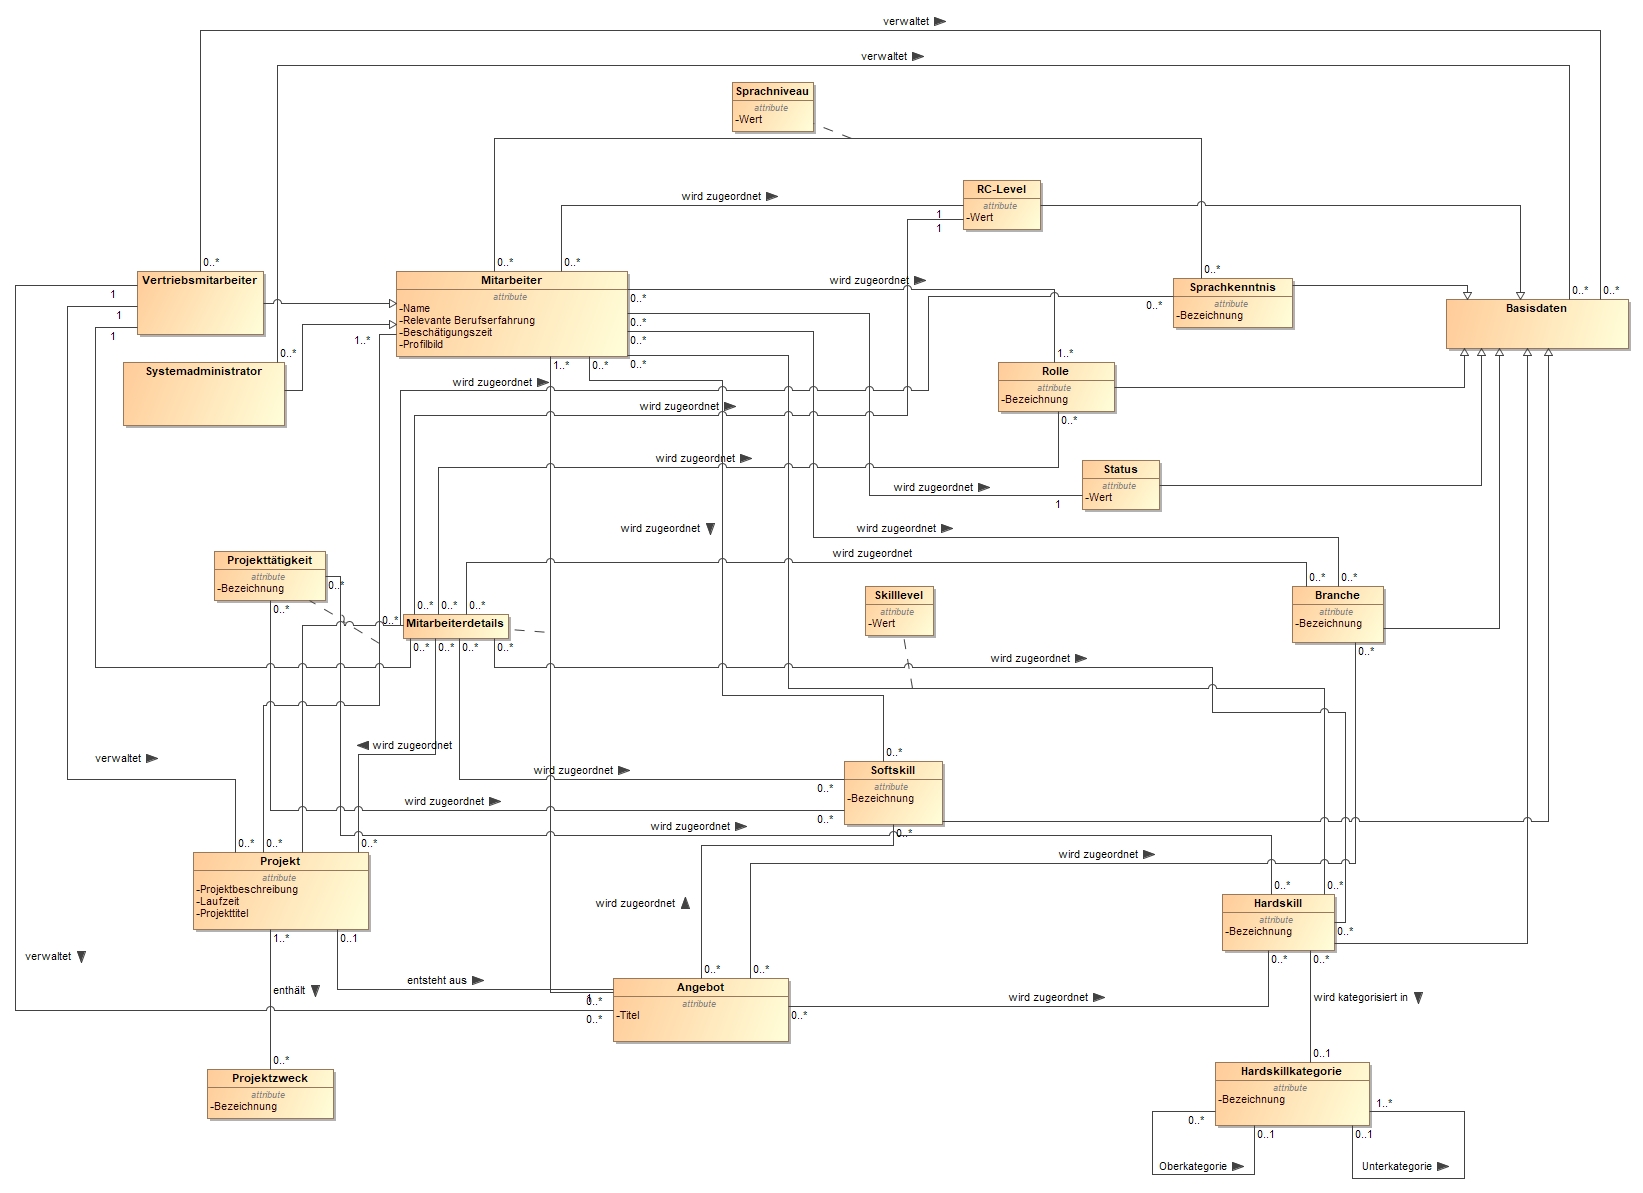 verwaltet
verwaltet
Sprachniveau
attribute
-Wert
RC-Level
attribute
-Wert
wird zugeordnet
1
1
0..*
0..*
0..*
0..*
Vertriebsmitarbeiter
Mitarbeiter
attribute
-Name
-Relevante Berufserfahrung
-Beschätigungszeit
-Profilbild
wird zugeordnet
0..*
0..*
0..*
0..*
Sprachkenntnis
attribute
-Bezeichnung
0..*
0..*
0..*
Basisdaten
1
1
1
1..*
0..*
Systemadministrator
1..*
0..*
1..*
Rolle
attribute
-Bezeichnung
0..*
wird zugeordnet
wird zugeordnet
wird zugeordnet
Status
attribute
-Wert
wird zugeordnet
1
wird zugeordnet
wird zugeordnet
wird zugeordnet
Projekttätigkeit
attribute
-Bezeichnung
0..*
0..*
0..*
0..*
0..*
0..*
Mitarbeiterdetails
0..*
0..*
0..*
0..*
Skilllevel
attribute
-Wert
0..*
0..*
Branche
attribute
-Bezeichnung
0..*
wird zugeordnet
wird zugeordnet
verwaltet
0..*
Softskill
attribute
-Bezeichnung
wird zugeordnet
0..*
wird zugeordnet
0..*
wird zugeordnet
0..*
0..*
0..*
0..*
Projekt
attribute
-Projektbeschreibung
-Laufzeit
-Projekttitel
wird zugeordnet
wird zugeordnet
0..*
0..*
Hardskill
attribute
-Bezeichnung
0..*
1..*
0..1
verwaltet
enthält
entsteht aus
0..*
0..*
Angebot
attribute
-Titel
1
0..*
0..*
0..*
wird zugeordnet
0..*
0..*
wird kategorisiert in
0..1
0..*
Projektzweck
attribute
-Bezeichnung
Hardskillkategorie
attribute
-Bezeichnung
0..*
1..*
0..1
0..1
Oberkategorie
Unterkategorie